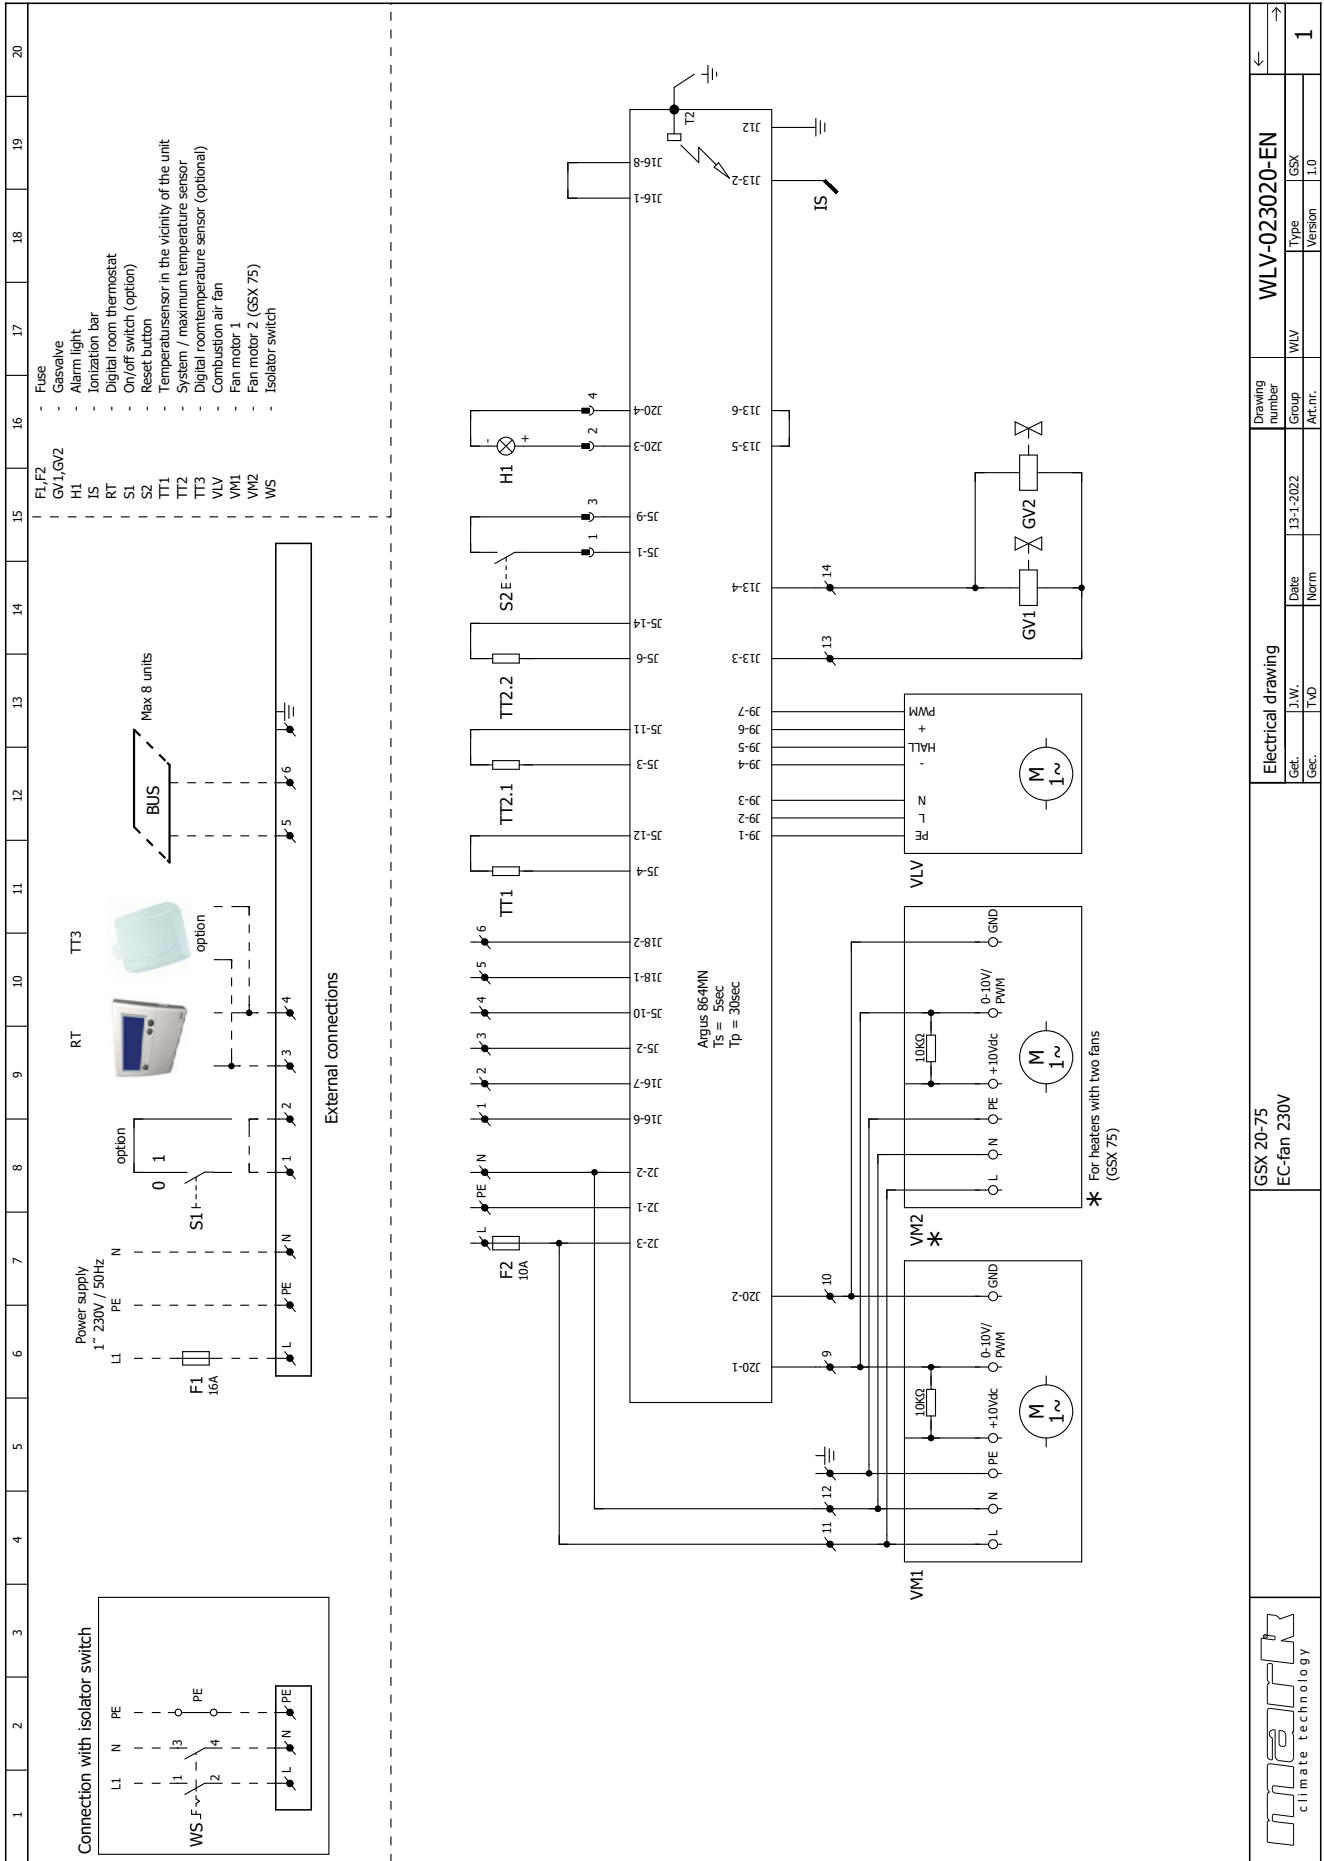 1 2 3 4 5 6 7 8 9 10 11 12 13 14 15 16 17 18 19 20
Connection with isolator switch
L1 N PE
WS 1 3 PE
2 4
L N PE
Power supply
1~ 230V / 50Hz
L1 PE N
F1
16A
option
0 1
S1
RT
TT3
option
BUS
Max 8 units
L PE N 1 2 3 4 5 6
External connections
F1,F2 - Fuse
GV1,GV2 - Gasvalve
H1 - Alarm light
IS - Ionization bar
RT - Digital room thermostat
S1 - On/off switch (option)
S2 - Reset button
TT1 - Temperatursensor in the vicinity of the unit
TT2 - System / maximum temperature sensor
TT3 - Digital roomtemperature sensor (optional)
VLV - Combustion air fan
VM1 - Fan motor 1
VM2 - Fan motor 2 (GSX 75)
WS - Isolator switch
L PE N 1 2 3 4 5 6
F2
10A
TT1
TT2.1
TT2.2
S2
1 3
H1
- +
2 4
J2-3 J2-1 J2-2 J16-6 J16-7 J5-2 J5-10 J18-1 J18-2 J5-4 J5-12 J5-3 J5-11 J5-6 J5-14 J5-1 J5-9 J20-3 J20-4 J16-1 J16-8
T2
Argus 864MN
Ts = 5sec
Tp = 30sec
J20-1 J20-2 J9-1 J9-2 J9-3 J9-4 J9-5 J9-6 J9-7 J13-3 J13-4 J13-5 J13-6 J13-2 J12
11 12 9 10 13 14
IS
VM1
10KΩ
L N PE +10Vdc 0-10V/
PWM
GND
M
1~
VM2
*
10KΩ
L N PE +10Vdc 0-10V/
PWM
GND
M
1~
* For heaters with two fans
(GSX 75)
VLV
PE L N - HALL + PWM
M
1~
GV1 GV2
mark
climate technology
GSX 20-75
EC-fan 230V
Electrical drawing
Get. J.W. Date 13-1-2022
Gec. TvD Norm
Drawing
number
WLV-023020-EN
Group WLV Type GSX
Art.nr. Version 1.0
← →
1